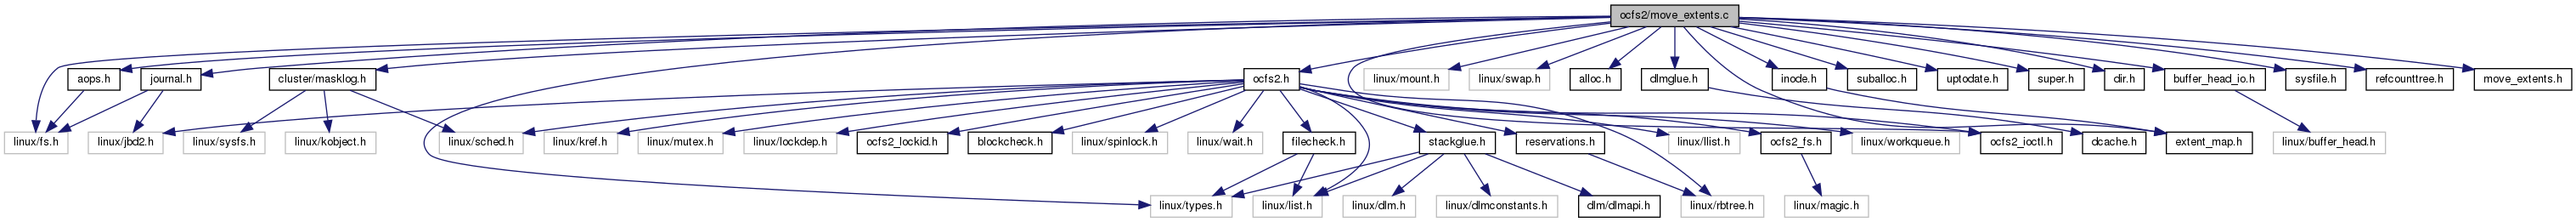 ocfs2/move_extents.c
aops.h
journal.h
cluster/masklog.h
ocfs2.h
linux/mount.h
linux/swap.h
alloc.h
dlmglue.h
inode.h
suballoc.h
uptodate.h
super.h
dir.h
buffer_head_io.h
sysfile.h
refcounttree.h
move_extents.h
linux/fs.h
linux/jbd2.h
linux/sysfs.h
linux/kobject.h
linux/sched.h
linux/kref.h
linux/mutex.h
linux/lockdep.h
ocfs2_lockid.h
blockcheck.h
linux/spinlock.h
linux/wait.h
filecheck.h
stackglue.h
reservations.h
linux/llist.h
ocfs2_fs.h
linux/workqueue.h
ocfs2_ioctl.h
dcache.h
extent_map.h
linux/buffer_head.h
linux/types.h
linux/list.h
linux/dlm.h
linux/dlmconstants.h
dlm/dlmapi.h
linux/rbtree.h
linux/magic.h